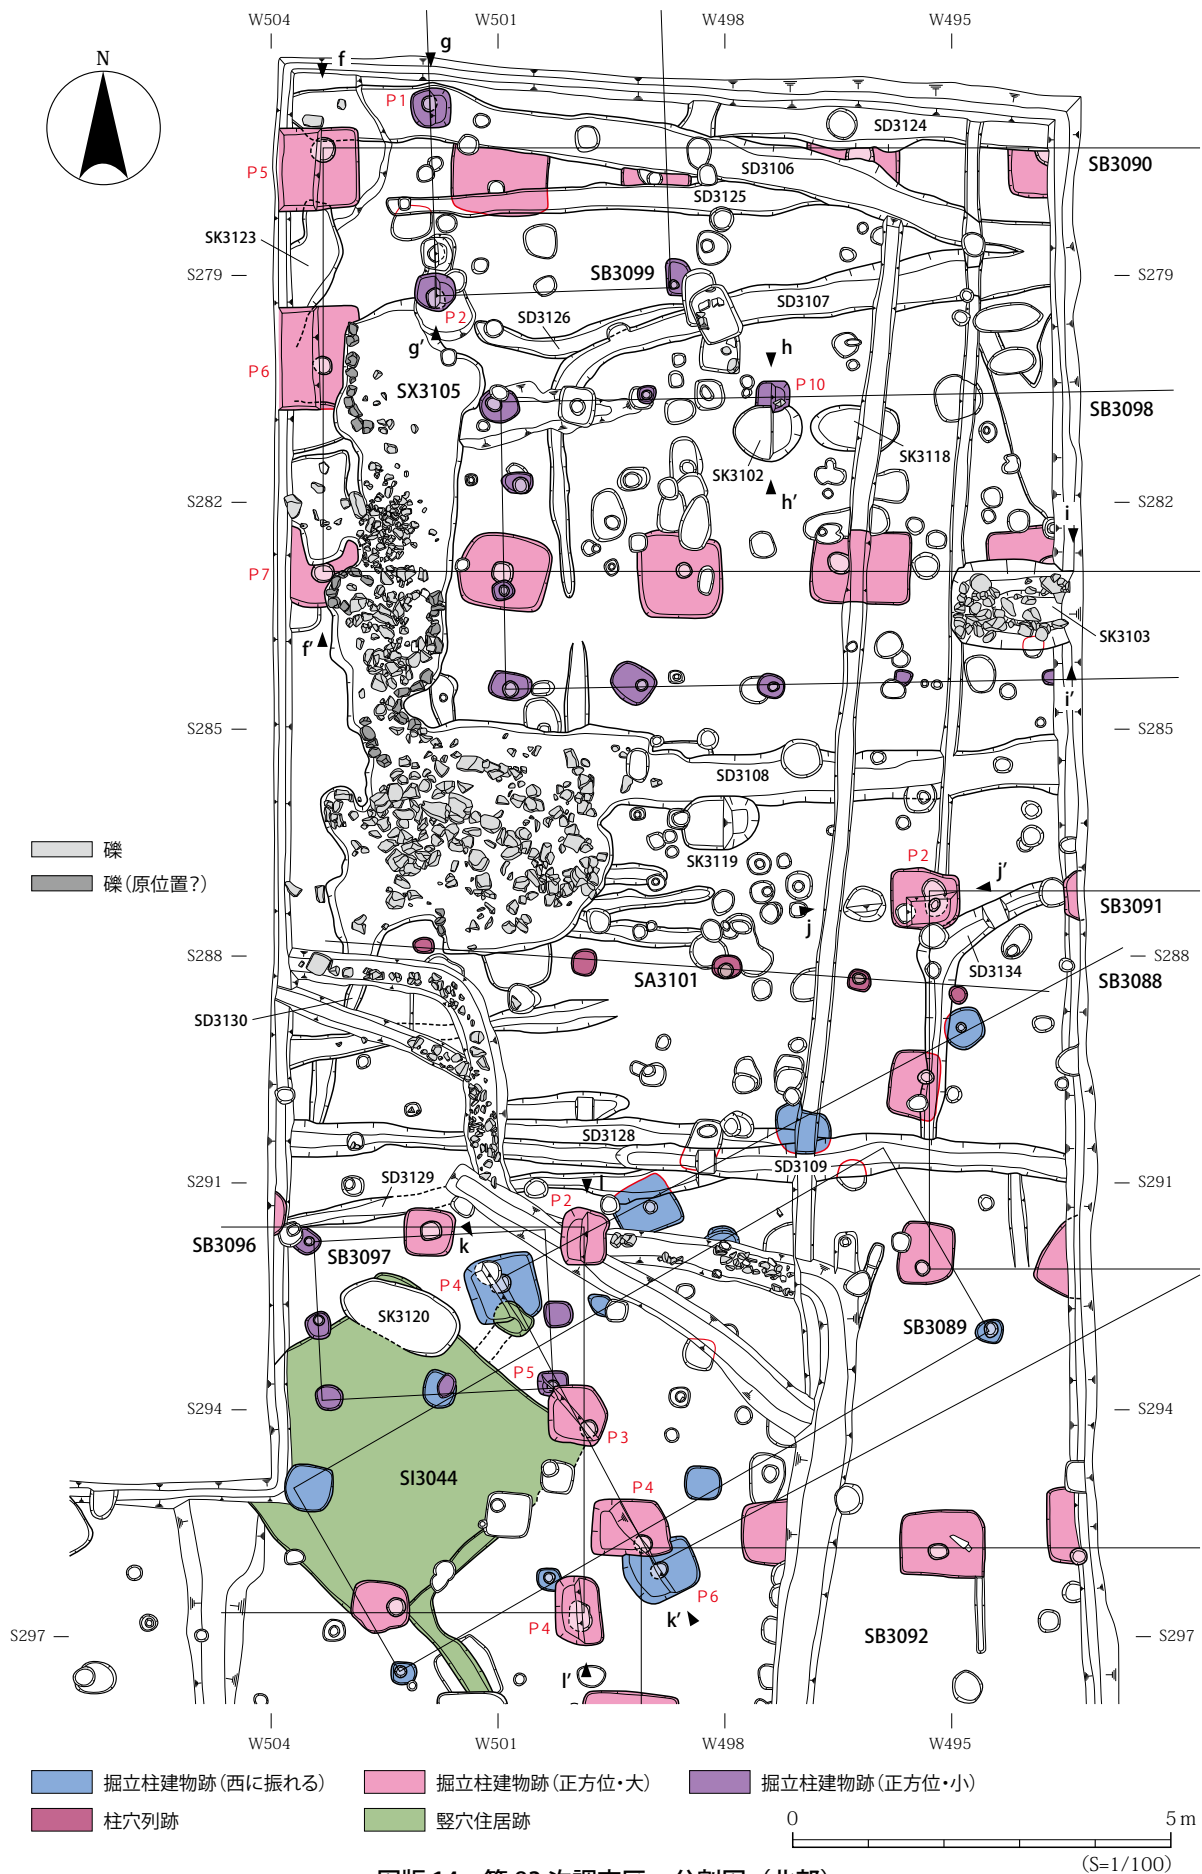 W504 W501 W498 W495
N
f g
P1
SD3124
SB3090
SD3106
P5
SD3125
SK3123
S279 SB3099 S279
SD3107
SD3126
P2
g′
h
P6 SX3105 P10
SB3098
SK3118
SK3102
S282 h′ S282
i
P7
SK3103
f′
i′
S285 S285
SD3108
礫
SK3119 P2
礫(原位置?) j′
SB3091
j
S288 SD3134 S288
SA3101 SB3088
SD3130
SD3128
SD3109
S291 SD3129 l S291
P2
SB3096 k
SB3097
P4
SK3120
SB3089
P5
S294 S294
P3
SI3044
P4
P6
k′
P4
S297 SB3092 S297
l′
W504 W501 W498 W495
掘立柱建物跡(西に振れる) 掘立柱建物跡(正方位・大) 掘立柱建物跡(正方位・小)
柱穴列跡 竪穴住居跡
0 5m
(S=1/100)